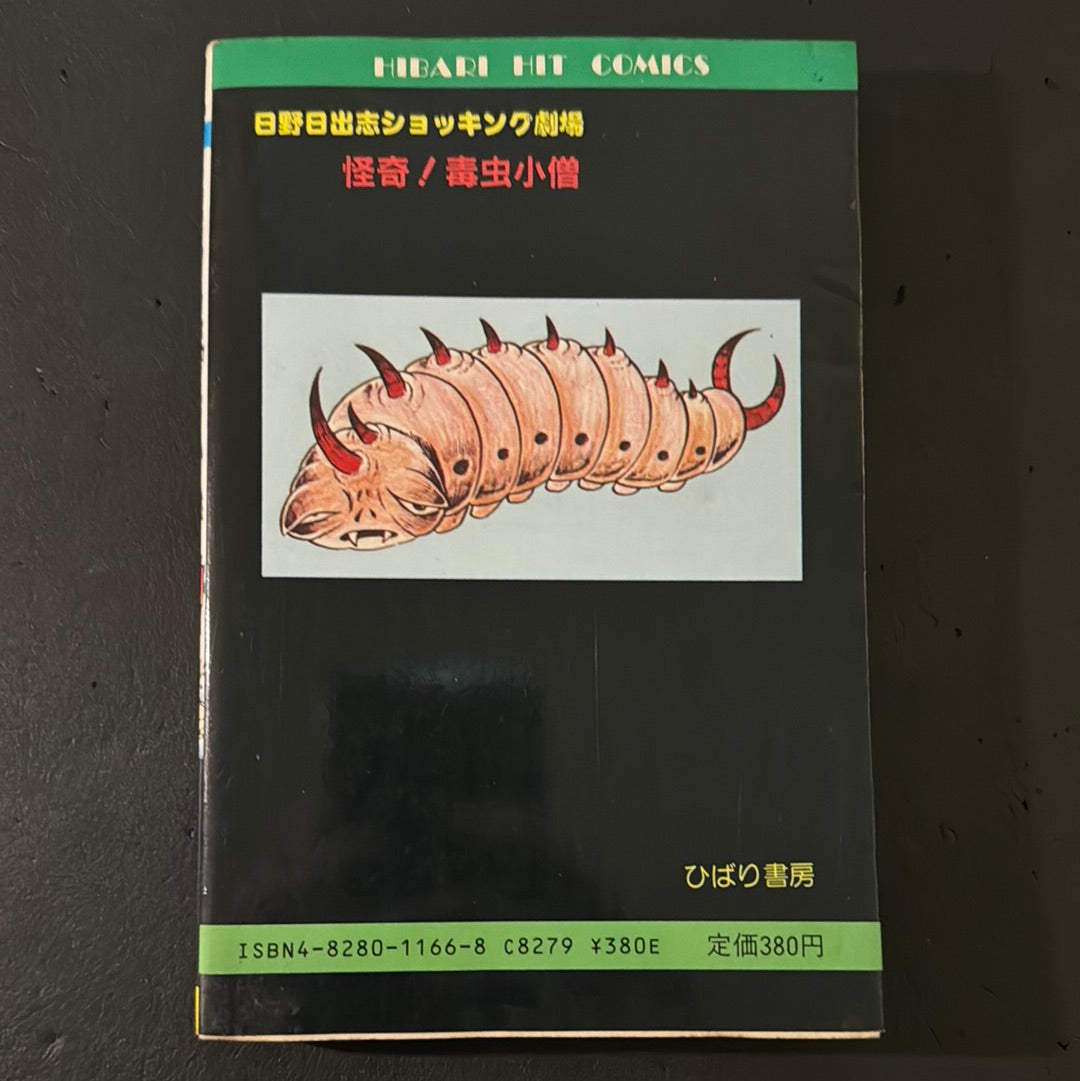 HIBARI HIT COMICS
日野日出志ショッキング劇場
怪奇！毒虫小僧
ひばり書房
ISBN4-8280-1166-8 C8279 ¥380E 定価380円